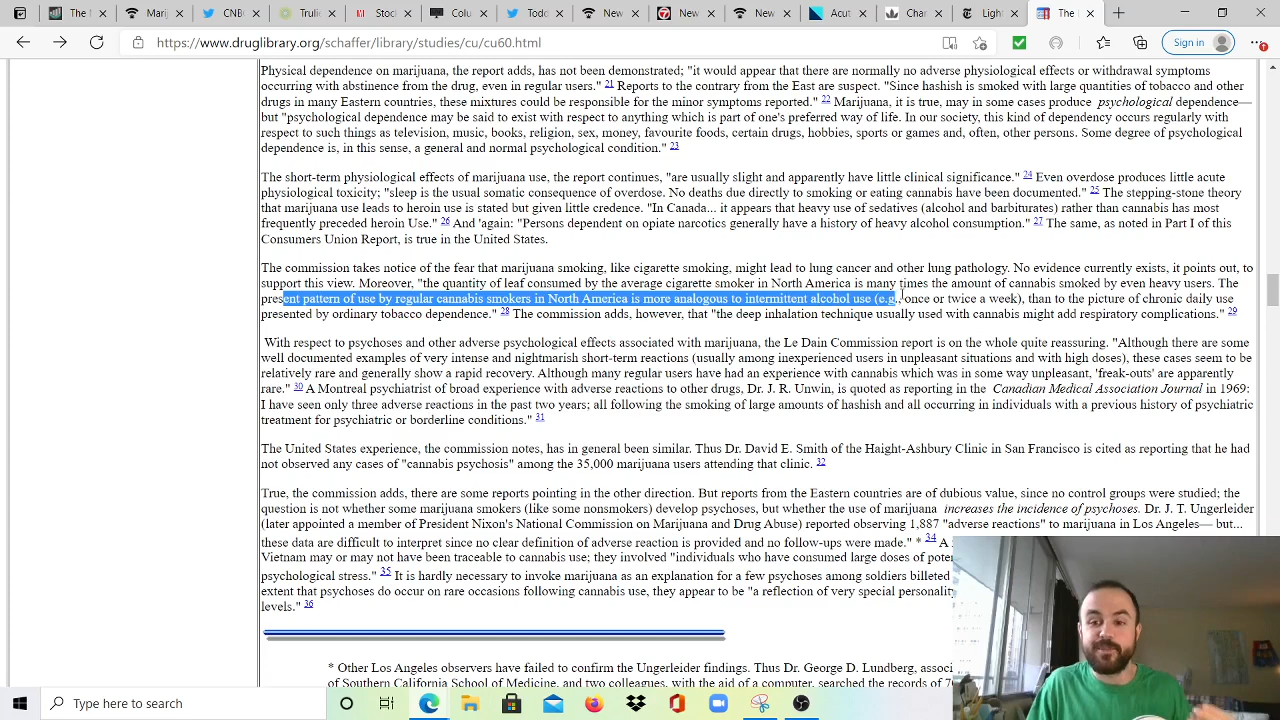 The I
Marij
CNBC
Trulie
Stock
Colu
Todd
New
New
New
Acut
Char
Light
The L
https://www.druglibrary.org/schaffer/library/studies/cu/cu60.html
Sign in
Physical dependence on marijuana, the report adds, has not been demonstrated; "it would appear that there are normally no adverse physiological effects or withdrawal symptoms
occurring with abstinence from the drug, even in regular users." 21 Reports to the contrary from the East are suspect. "Since hashish is smoked with large quantities of tobacco and other
drugs in many Eastern countries, these mixtures could be responsible for the minor symptoms reported." 22 Marijuana, it is true, may in some cases produce psychological dependence—
but "psychological dependence may be said to exist with respect to anything which is part of one's preferred way of life. In our society, this kind of dependency occurs regularly with
respect to such things as television, music, books, religion, sex, money, favourite foods, certain drugs, hobbies, sports or games and, often, other persons. Some degree of psychological
dependence is, in this sense, a general and normal psychological condition." 23
The short-term physiological effects of marijuana use, the report continues, "are usually slight and apparently have little clinical significance." 24 Even overdose produces little acute
physiological toxicity; "sleep is the usual somatic consequence of overdose. No deaths due directly to smoking or eating cannabis have been documented." 25 The stepping-stone theory
that marijuana use leads to heroin use is stated but given little credence. "In Canada... it appears that heavy use of sedatives (alcohol and barbiturates) rather than cannabis has most
frequently preceded heroin Use." 26 And 'again: "Persons dependent on opiate narcotics generally have a history of heavy alcohol consumption." 27 The same, as noted in Part I of this
Consumers Union Report, is true in the United States.
The commission takes notice of the fear that marijuana smoking, like cigarette smoking, might lead to lung cancer and other lung pathology. No evidence currently exists, it points out, to
support this view. Moreover, "the quantity of leaf consumed by the average cigarette smoker in North America is many times the amount of cannabis smoked by even heavy users. The
present pattern of use by regular cannabis smokers in North America is more analogous to intermittent alcohol use (e.g., once or twice a week), than to the picture of chronic daily use
presented by ordinary tobacco dependence." 28 The commission adds, however, that "the deep inhalation technique usually used with cannabis might add respiratory complications." 29
With respect to psychoses and other adverse psychological effects associated with marijuana, the Le Dain Commission report is on the whole quite reassuring. "Although there are some
well documented examples of very intense and nightmarish short-term reactions (usually among inexperienced users in unpleasant situations and with high doses), these cases seem to be
relatively rare and generally show a rapid recovery. Although many regular users have had an experience with cannabis which was in some way unpleasant, 'freak-outs' are apparently
rare." 30 A Montreal psychiatrist of broad experience with adverse reactions to other drugs, Dr. J. R. Unwin, is quoted as reporting in the Canadian Medical Association Journal in 1969:
I have seen only three adverse reactions in the past two years; all following the smoking of large amounts of hashish and all occurring in individuals with a previous history of psychiatric
treatment for psychiatric or borderline conditions." 31
The United States experience, the commission notes, has in general been similar. Thus Dr. David E. Smith of the Haight-Ashbury Clinic in San Francisco is cited as reporting that he had
not observed any cases of "cannabis psychosis" among the 35,000 marijuana users attending that clinic. 32
True, the commission adds, there are some reports pointing in the other direction. But reports from the Eastern countries are of dubious value, since no control groups were studied; the
question is not whether some marijuana smokers (like some nonsmokers) develop psychoses, but whether the use of marijuana increases the incidence of psychoses. Dr. J. T. Ungerleider
(later appointed a member of President Nixon's National Commission on Marijuana and Drug Abuse) reported observing 1,887 "adverse reactions" to marijuana in Los Angeles— but...
these data are difficult to interpret since no clear definition of adverse reaction is provided and no follow-ups were made." * 34 A
Vietnam may or may not have been traceable to cannabis use; they involved "individuals who have consumed large doses of poten
psychological stress." 35 It is hardly necessary to invoke marijuana as an explanation for a few psychoses among soldiers billeted
extent that psychoses do occur on rare occasions following cannabis use, they appear to be "a reflection of very special personality
levels." 36
* Other Los Angeles observers have failed to confirm the Ungerleider findings. Thus Dr. George D. Lundberg, associ
of Southern California School of Medicine, and two colleagues, with the aid of a computer, searched the records of 7
Type here to search